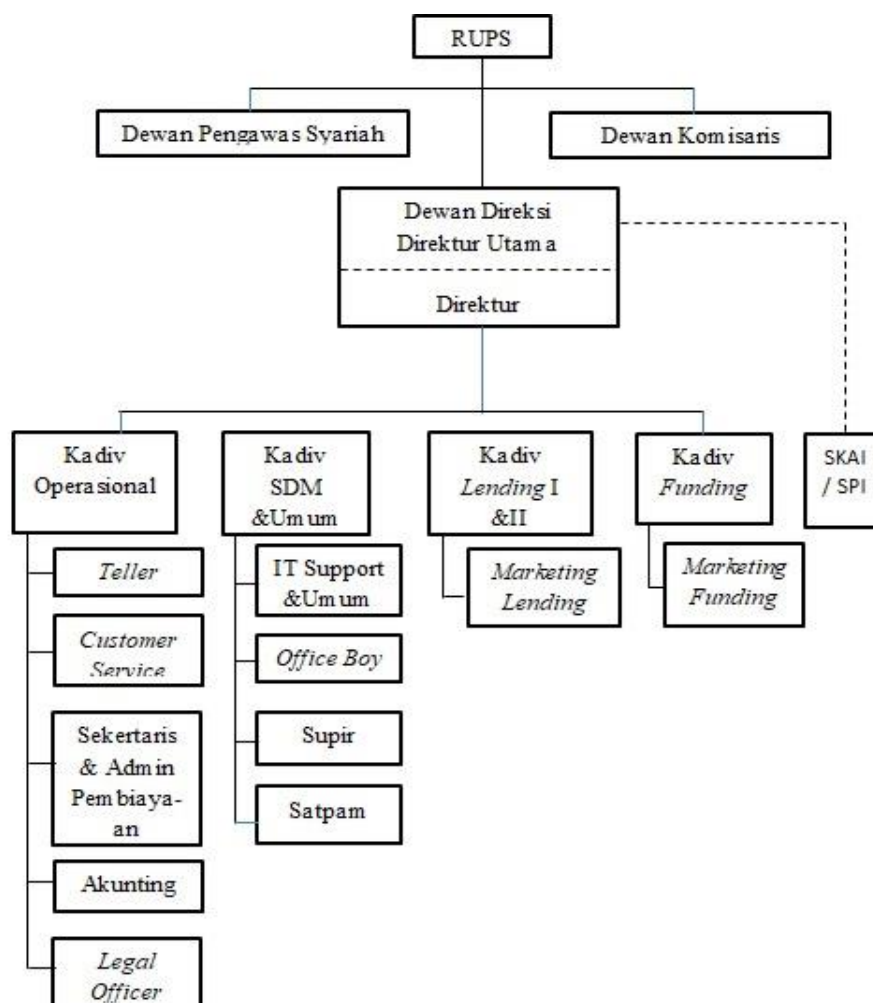 RUPS
Dewan Pengawas Syariah
Dewan Komisaris
Dewan Direksi
Direktur Utama
Direktur
Kadiv
Operasional
Kadiv
SDM
&Umum
Kadiv
Lending I
&II
Kadiv
Funding
SKAI
/ SPI
Teller
Customer
Service
Sekertaris
& Admin
Pembiaya-
an
Akunting
Legal
Officer
IT Support
&Umum
Office Boy
Supir
Satpam
Marketing
Lending
Marketing
Funding